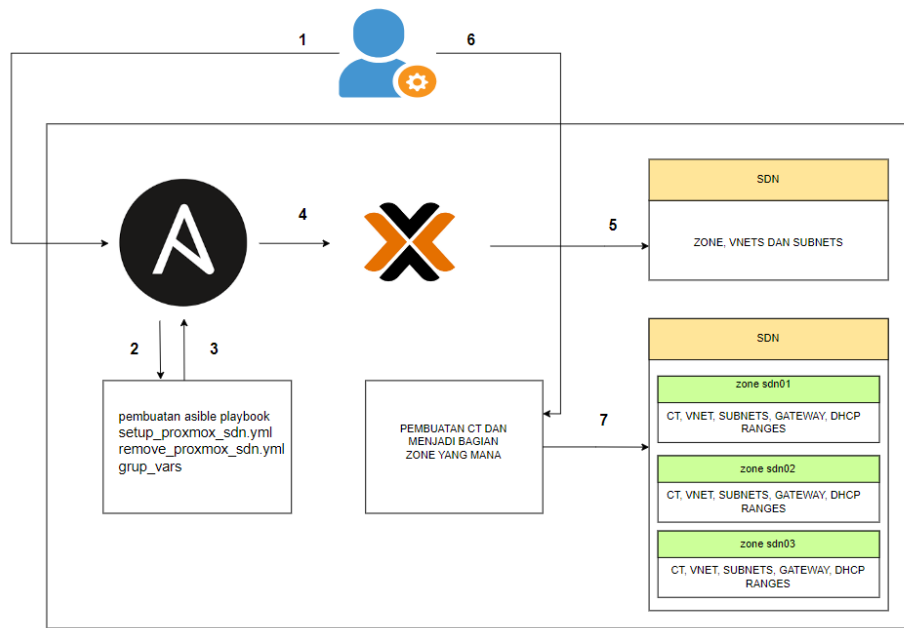 1
6
SDN
4
5
ZONE, VNETS DAN SUBNETS
2
3
SDN
zone sdn01
pembuatan asible playbook
setup_proxmox_sdn.yml
remove_proxmox_sdn.yml
grup_vars
PEMBUATAN CT DAN
MENJADI BAGIAN
ZONE YANG MANA
7
CT, VNET, SUBNETS, GATEWAY, DHCP
RANGES
zone sdn02
CT, VNET, SUBNETS, GATEWAY, DHCP
RANGES
zone sdn03
CT, VNET, SUBNETS, GATEWAY, DHCP
RANGES